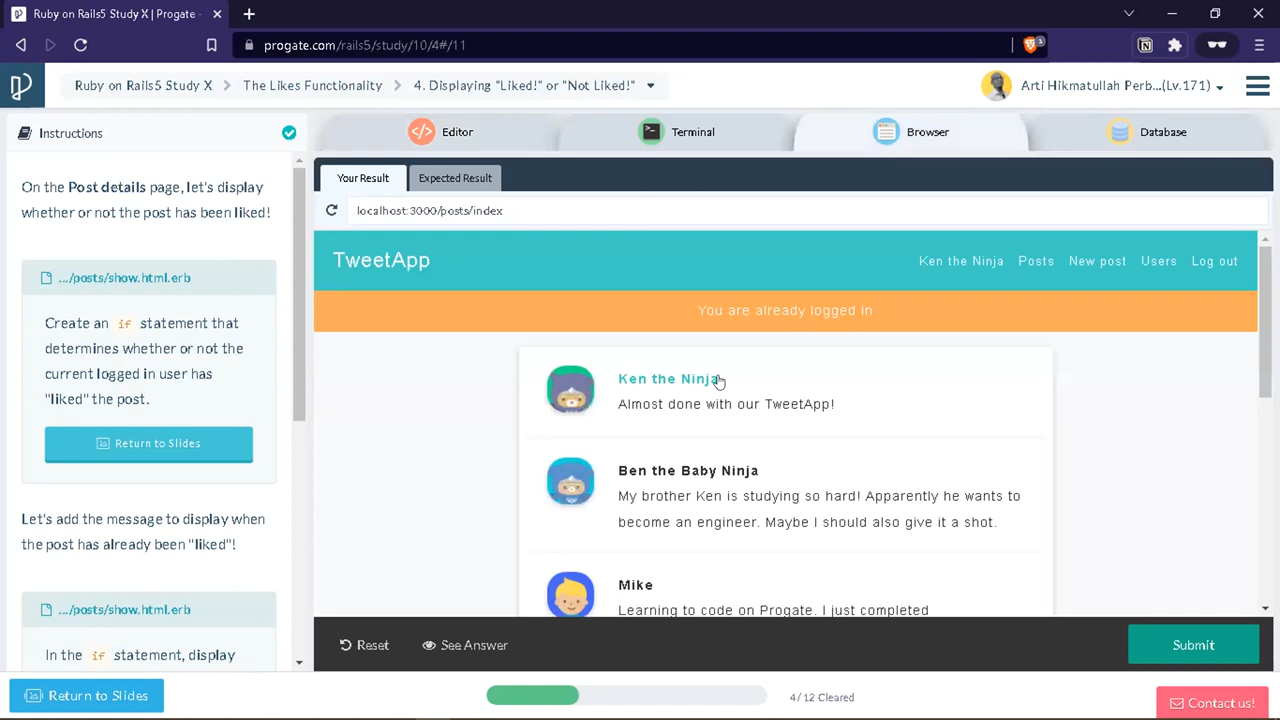 Ruby on Rails5 Study X | Progate -
progate.com/rails5/study/10/4#/11
3
Ruby on Rails5 Study X
The Likes Functionality
4. Displaying "Liked!" or "Not Liked!"
Arti Hikmatullah Perb...(Lv.171)
Instructions
Editor
Terminal
Browser
Database
On the Post details page, let's display
whether or not the post has been liked!
.../posts/show.html.erb
Create an if statement that
determines whether or not the
current logged in user has
"liked" the post.
Return to Slides
Let's add the message to display when
the post has already been "liked"!
.../posts/show.html.erb
In the if statement, display
Your Result
Expected Result
localhost:3000/posts/index
TweetApp
Ken the Ninja
Posts
New post
Users
Log out
You are already logged in
Ken the Ninja
Almost done with our TweetApp!
Ben the Baby Ninja
My brother Ken is studying so hard! Apparently he wants to
become an engineer. Maybe I should also give it a shot.
Mike
Learning to code on Progate. I just completed
Reset
See Answer
Submit
Return to Slides
4/12 Cleared
Contact us!